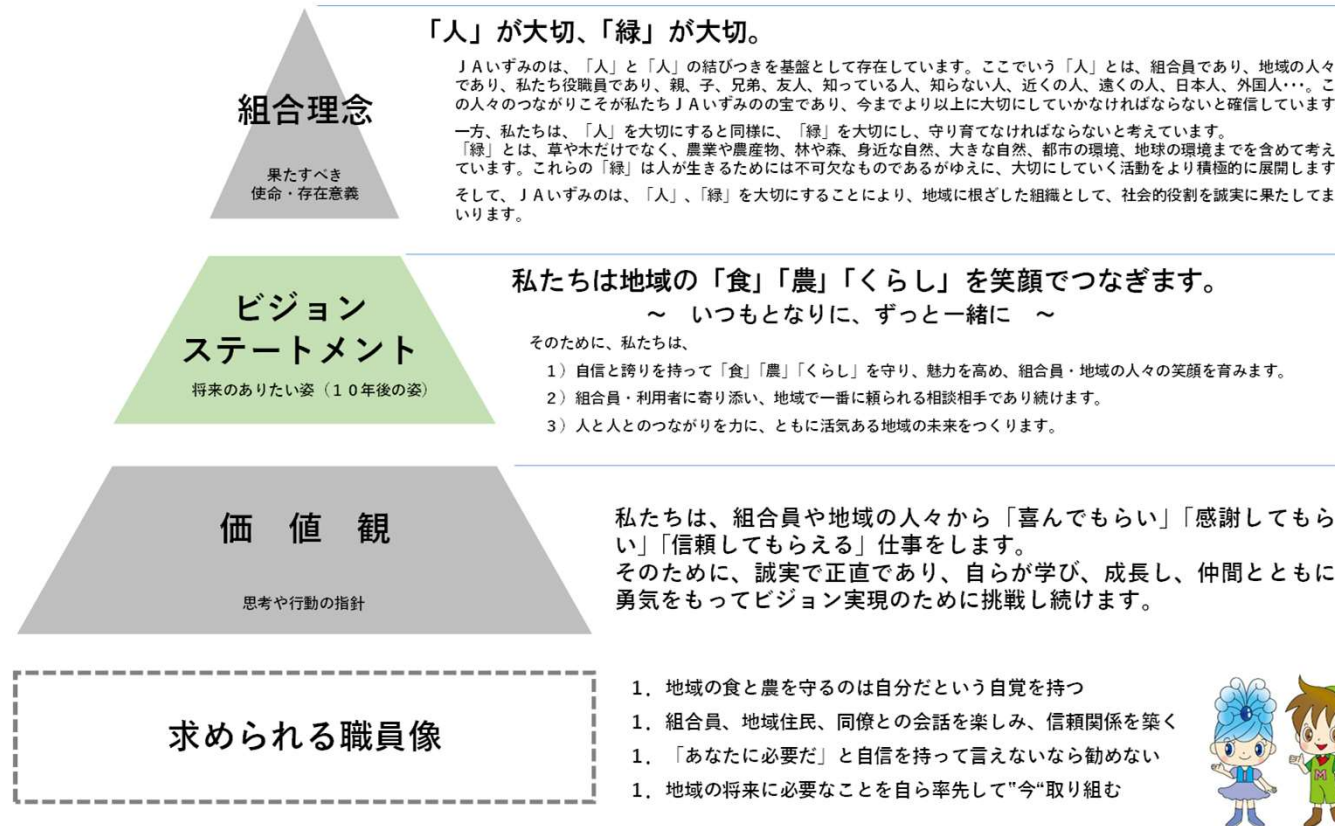 組合理念
果たすべき
使命・存在意義
「人」が大切、「緑」が大切。
ＪＡいずみのは、「人」と「人」の結びつきを基盤として存在しています。ここでいう「人」とは、組合員であり、地域の人々
であり、私たち役職員であり、親、子、兄弟、友人、知っている人、知らない人、近くの人、遠くの人、日本人、外国人･･･。こ
の人々のつながりこそが私たちＪＡいずみのの宝であり、今までより以上に大切にしていかなければならないと確信しています
一方、私たちは、「人」を大切にすると同様に、「緑」を大切にし、守り育てなければならないと考えています。
「緑」とは、草や木だけでなく、農業や農産物、林や森、身近な自然、大きな自然、都市の環境、地球の環境までを含めて考え
ています。これらの「緑」は人が生きるためには不可欠なものであるがゆえに、大切にしていく活動をより積極的に展開します
そして、ＪＡいずみのは、「人」、「緑」を大切にすることにより、地域に根ざした組織として、社会的役割を誠実に果たしてま
いります。
ビジョン
ステートメント
将来のありたい姿（１０年後の姿）
私たちは地域の「食」「農」「くらし」を笑顔でつなぎます。
～　いつもとなりに、ずっと一緒に　～
そのために、私たちは、
１）自信と誇りを持って「食」「農」「くらし」を守り、魅力を高め、組合員・地域の人々の笑顔を育みます。
２）組合員・利用者に寄り添い、地域で一番に頼られる相談相手であり続けます。
３）人と人とのつながりを力に、ともに活気ある地域の未来をつくります。
価　値　観
思考や行動の指針
私たちは、組合員や地域の人々から「喜んでもらい」「感謝してもら
い」「信頼してもらえる」仕事をします。
そのために、誠実で正直であり、自らが学び、成長し、仲間とともに
勇気をもってビジョン実現のために挑戦し続けます。
求められる職員像
１．地域の食と農を守るのは自分だという自覚を持つ
１．組合員、地域住民、同僚との会話を楽しみ、信頼関係を築く
１．「あなたに必要だ」と自信を持って言えないなら勧めない
１．地域の将来に必要なことを自ら率先して”今“取り組む
M